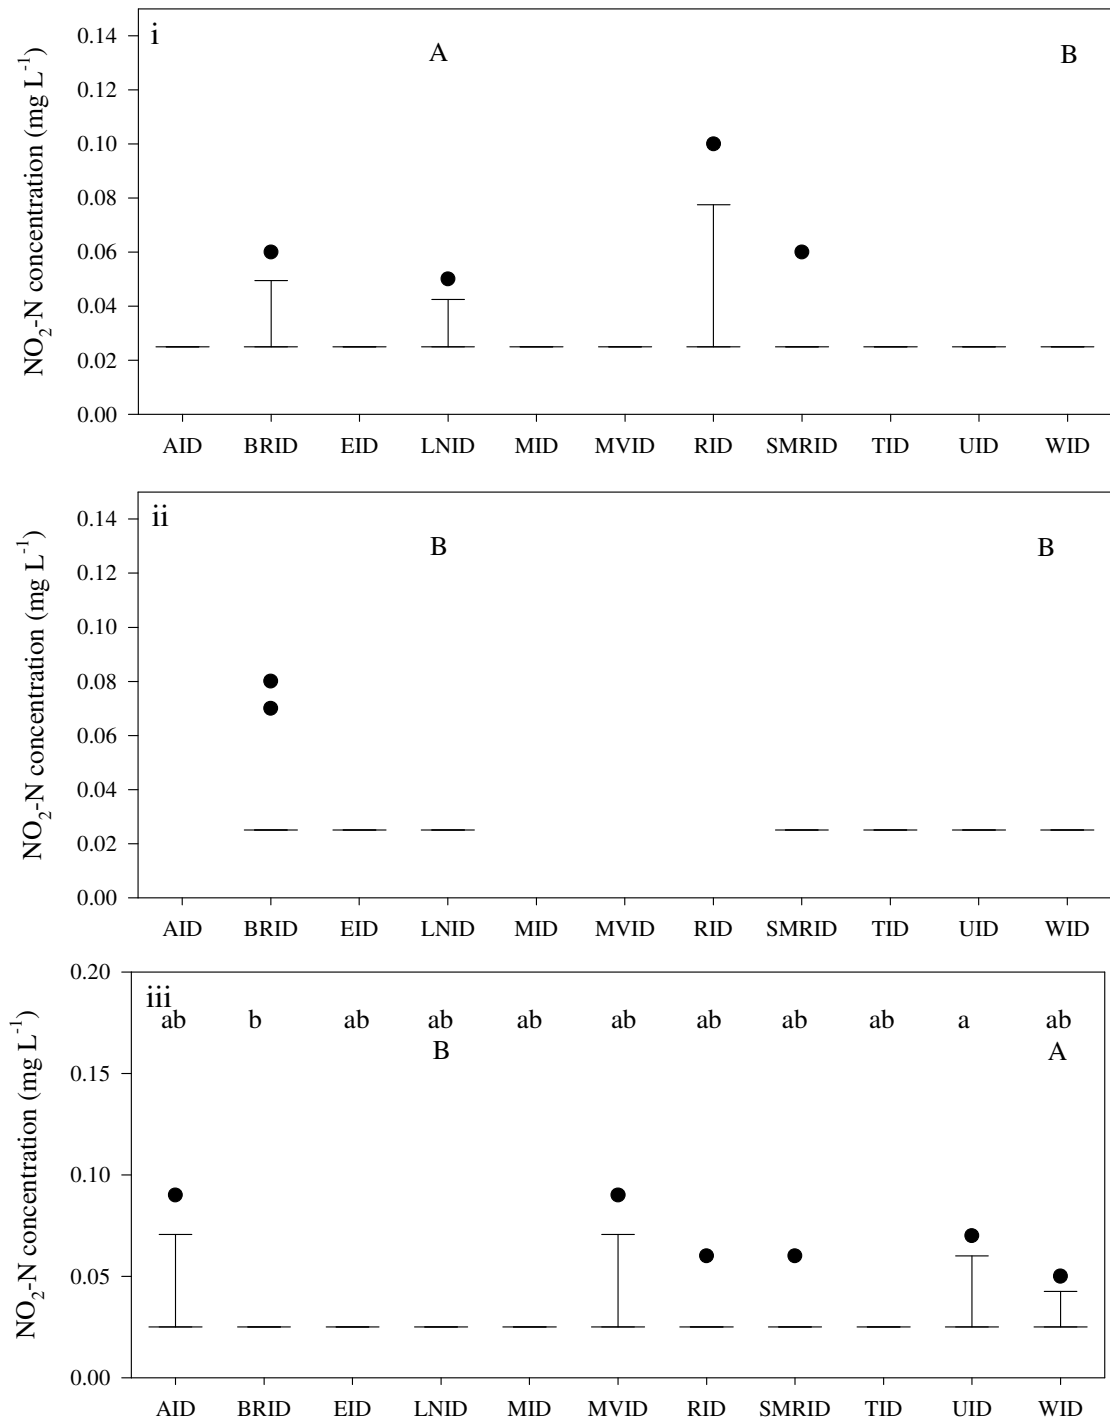 i
A B
NO₂-N concentration (mg L⁻¹)
0.14
0.12
0.10
0.08
0.06
0.04
0.02
0.00
AID BRID EID LNID MID MVID RID SMRID TID UID WID
ii
B B
NO₂-N concentration (mg L⁻¹)
0.14
0.12
0.10
0.08
0.06
0.04
0.02
0.00
AID BRID EID LNID MID MVID RID SMRID TID UID WID
iii
ab b ab ab ab ab ab ab ab a ab
B A
NO₂-N concentration (mg L⁻¹)
0.20
0.15
0.10
0.05
0.00
AID BRID EID LNID MID MVID RID SMRID TID UID WID